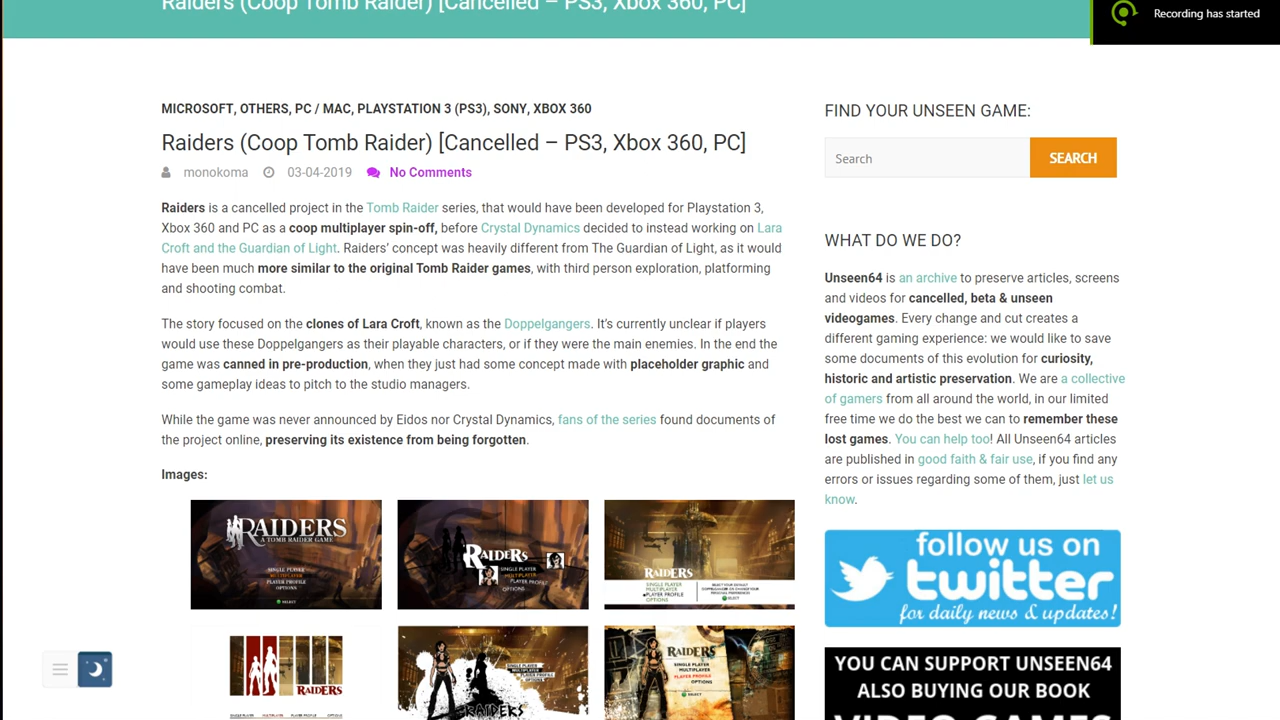 Raiders (Coop Tomb Raider) [Cancelled – PS3, Xbox 360, PC]
Recording has started
MICROSOFT, OTHERS, PC / MAC, PLAYSTATION 3 (PS3), SONY, XBOX 360
Raiders (Coop Tomb Raider) [Cancelled – PS3, Xbox 360, PC]
monokoma 03-04-2019 No Comments
Raiders is a cancelled project in the Tomb Raider series, that would have been developed for Playstation 3,
Xbox 360 and PC as a coop multiplayer spin-off, before Crystal Dynamics decided to instead working on Lara
Croft and the Guardian of Light. Raiders’ concept was heavily different from The Guardian of Light, as it would
have been much more similar to the original Tomb Raider games, with third person exploration, platforming
and shooting combat.
The story focused on the clones of Lara Croft, known as the Doppelgangers. It’s currently unclear if players
would use these Doppelgangers as their playable characters, or if they were the main enemies. In the end the
game was canned in pre-production, when they just had some concept made with placeholder graphic and
some gameplay ideas to pitch to the studio managers.
While the game was never announced by Eidos nor Crystal Dynamics, fans of the series found documents of
the project online, preserving its existence from being forgotten.
Images:
RAIDERS
A TOMB RAIDER GAME
SINGLE PLAYER
MULTIPLAYER
PLAYER PROFILE
OPTIONS
SELECT
RAIDERS
SINGLE PLAYER
MULTIPLAYER
PLAYER PROFILE
OPTIONS
RAIDERS
SINGLE PLAYER
MULTIPLAYER
PLAYER PROFILE
OPTIONS
SELECT
RAIDERS
SINGLE PLAYER MULTIPLAYER PLAYER PROFILE OPTIONS
SINGLE PLAYER
MULTIPLAYER
PLAYER PROFILE
OPTIONS
RAIDERS
RAIDERS
SINGLE PLAYER
MULTIPLAYER
PLAYER PROFILE
OPTIONS
SELECT
FIND YOUR UNSEEN GAME:
Search SEARCH
WHAT DO WE DO?
Unseen64 is an archive to preserve articles, screens
and videos for cancelled, beta & unseen
videogames. Every change and cut creates a
different gaming experience: we would like to save
some documents of this evolution for curiosity,
historic and artistic preservation. We are a collective
of gamers from all around the world, in our limited
free time we do the best we can to remember these
lost games. You can help too! All Unseen64 articles
are published in good faith & fair use, if you find any
errors or issues regarding some of them, just let us
know.
follow us on
twitter
for daily news & updates!
YOU CAN SUPPORT UNSEEN64
ALSO BUYING OUR BOOK
VIDEO GAMES